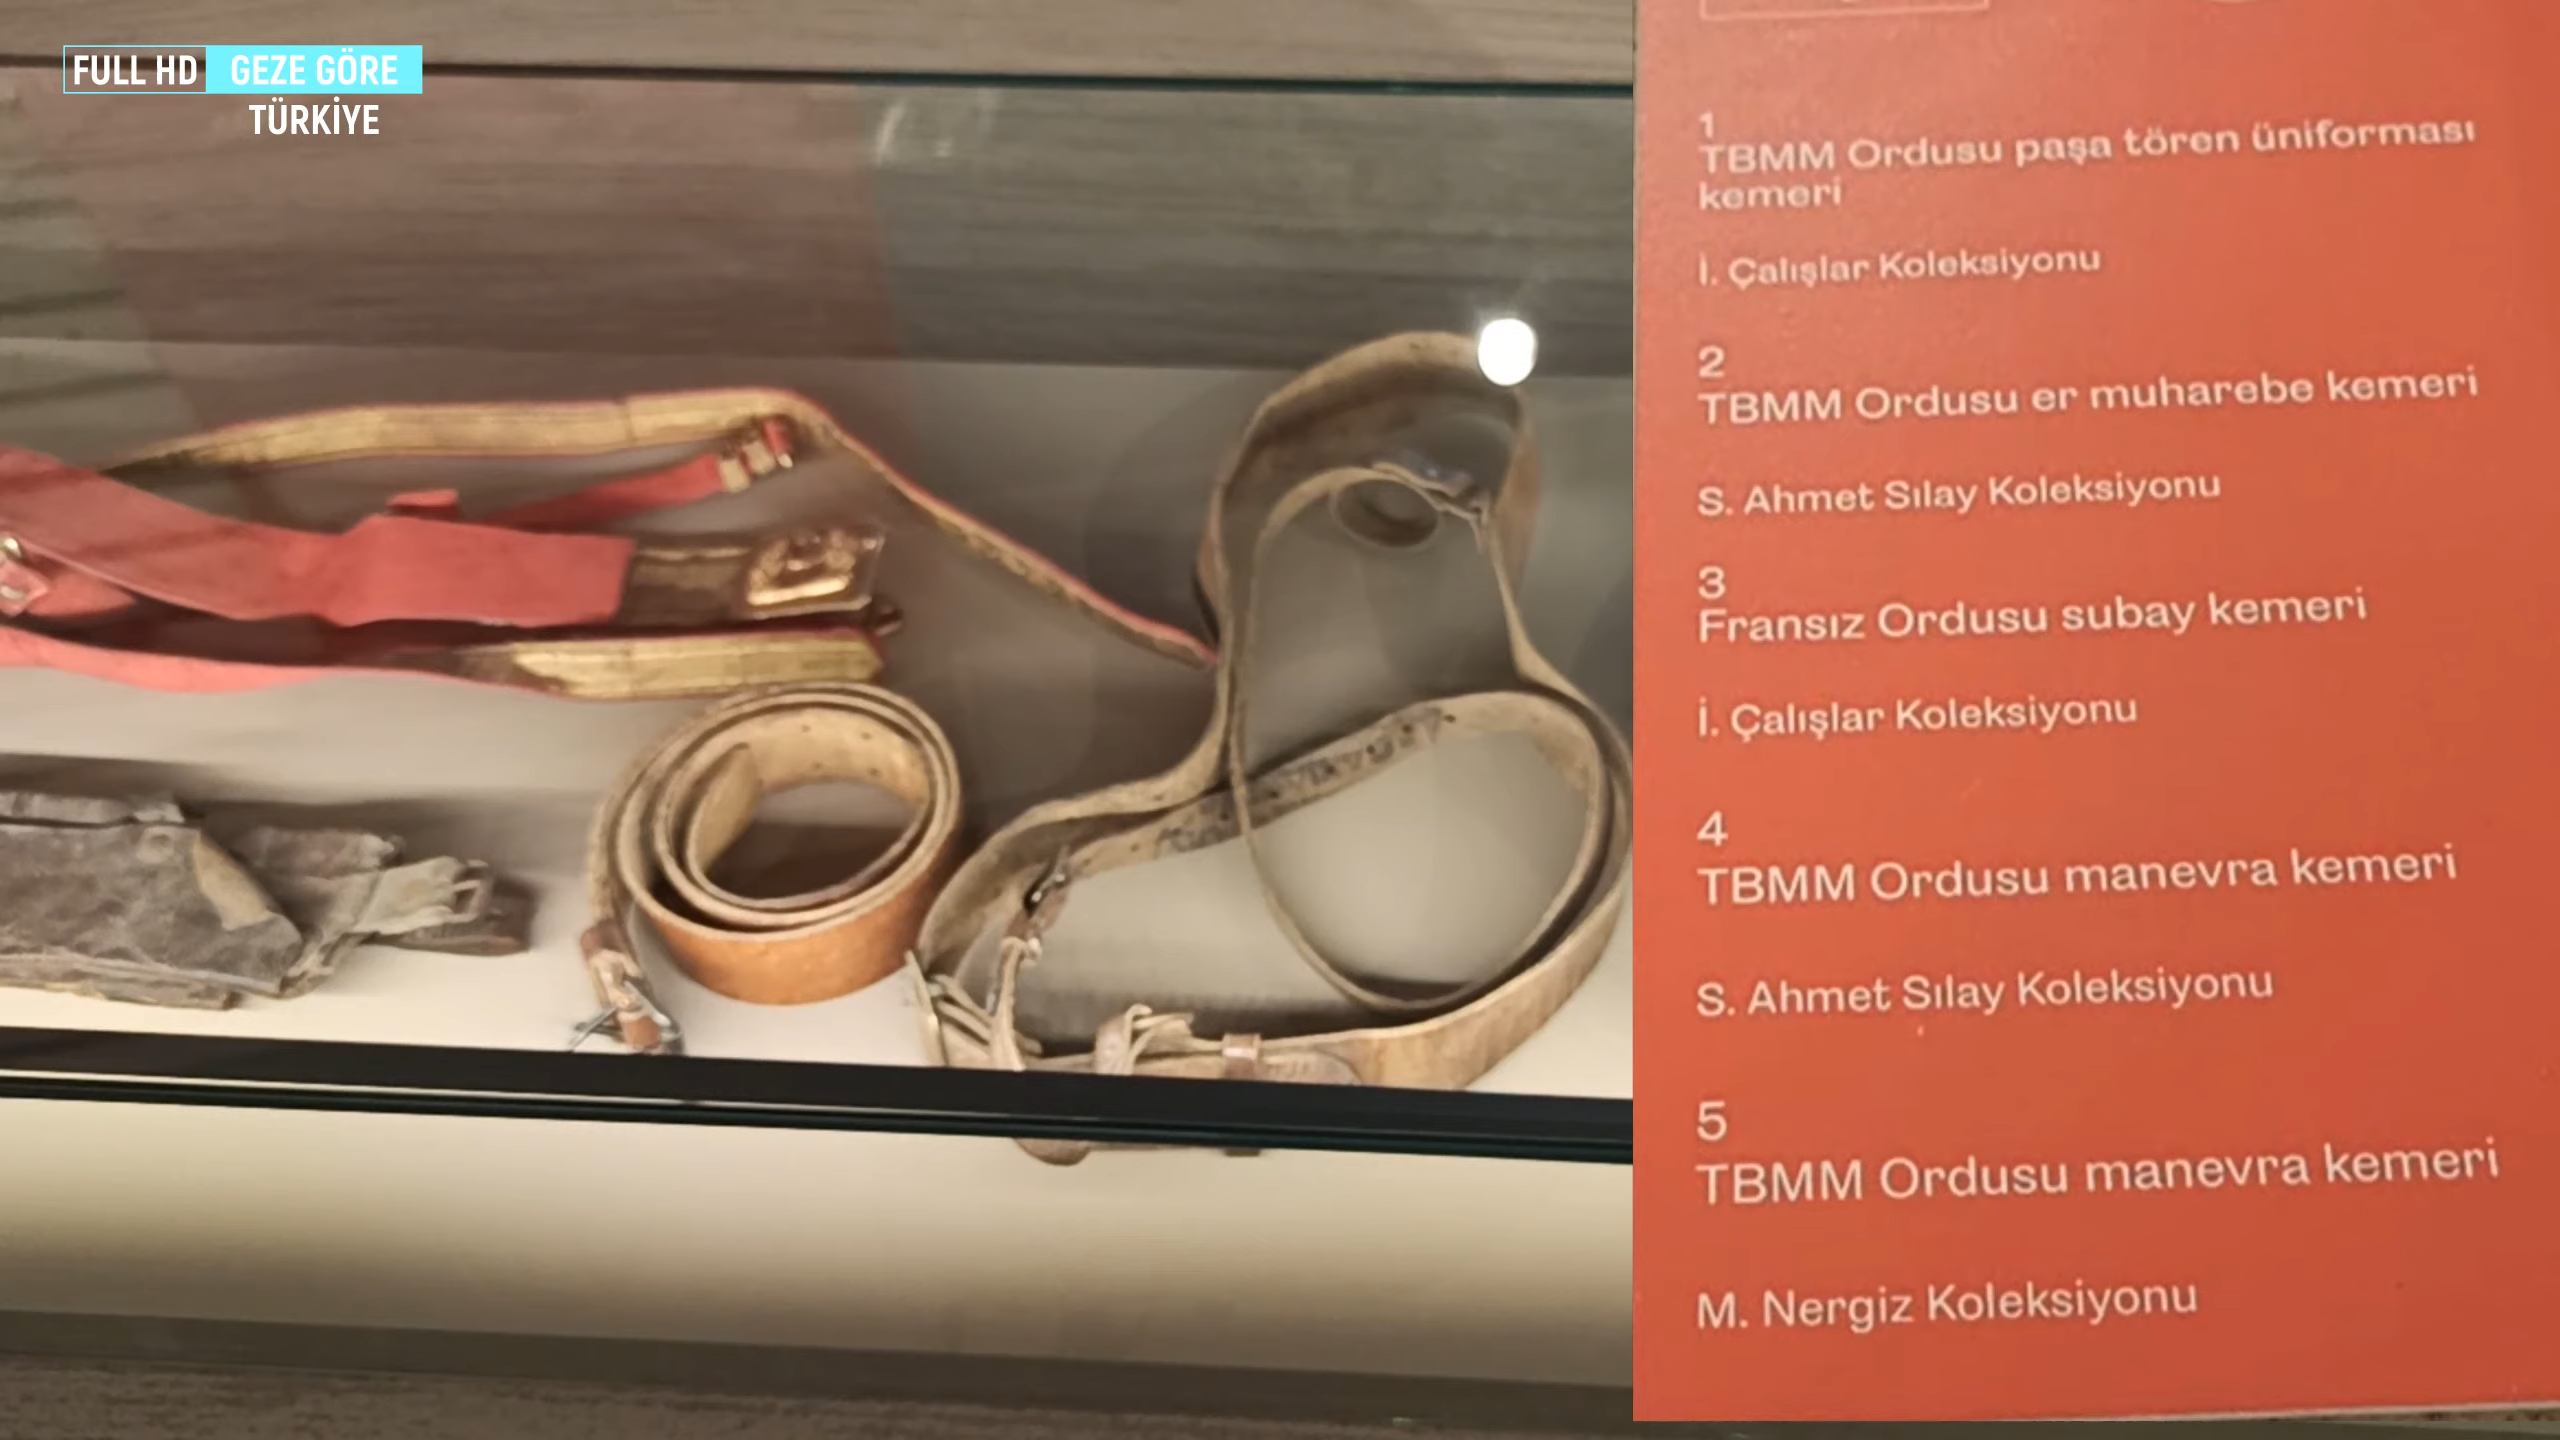 FULL HD GEZE GÖRE
TÜRKİYE
1
TBMM Ordusu paşa tören üniforması
kemeri
İ. Çalışlar Koleksiyonu
2
TBMM Ordusu er muharebe kemeri
S. Ahmet Sılay Koleksiyonu
3
Fransız Ordusu subay kemeri
İ. Çalışlar Koleksiyonu
4
TBMM Ordusu manevra kemeri
S. Ahmet Sılay Koleksiyonu
5
TBMM Ordusu manevra kemeri
M. Nergiz Koleksiyonu